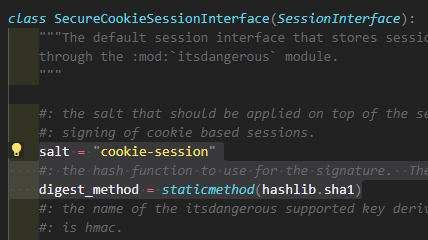 class SecureCookieSessionInterface(SessionInterface):
"""The default session interface that stores sessi
through the :mod:`itsdangerous` module.
"""
#: the salt that should be applied on top of the se
#: signing of cookie based sessions.
salt = "cookie-session"
#: the hash function to use for the signature. The
digest_method = staticmethod(hashlib.sha1)
#: the name of the itsdangerous supported key deriv
#: is hmac.